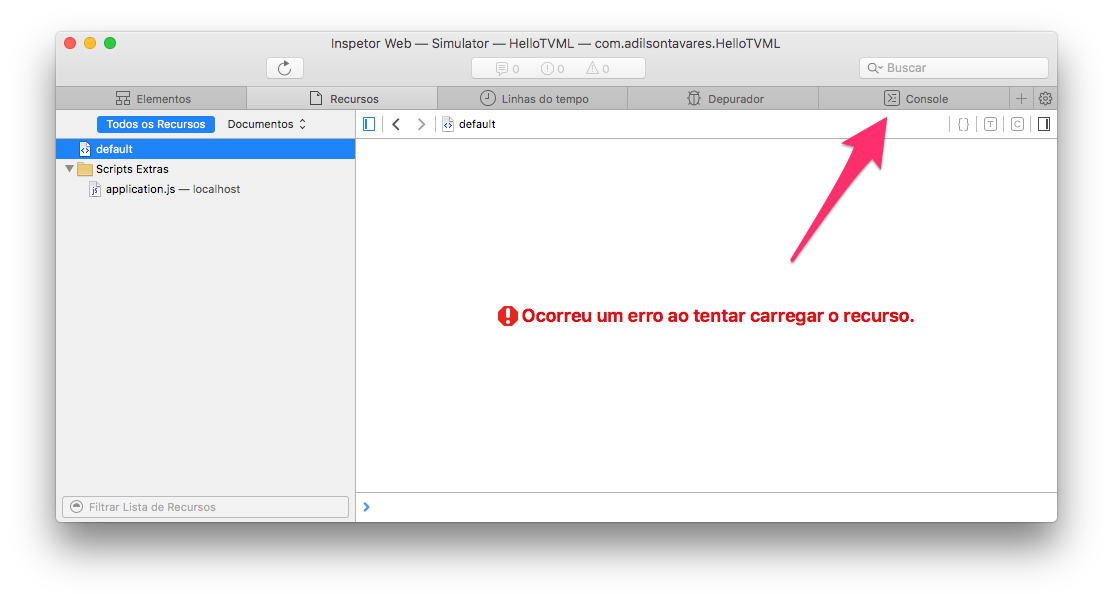 Inspetor Web — Simulator — HelloTVML — com.adilsontavares.HelloTVML
0 0 0
Buscar
Elementos Recursos Linhas do tempo Depurador Console
Todos os Recursos Documentos default
{} T C
default
Scripts Extras
application.js — localhost
Ocorreu um erro ao tentar carregar o recurso.
Filtrar Lista de Recursos